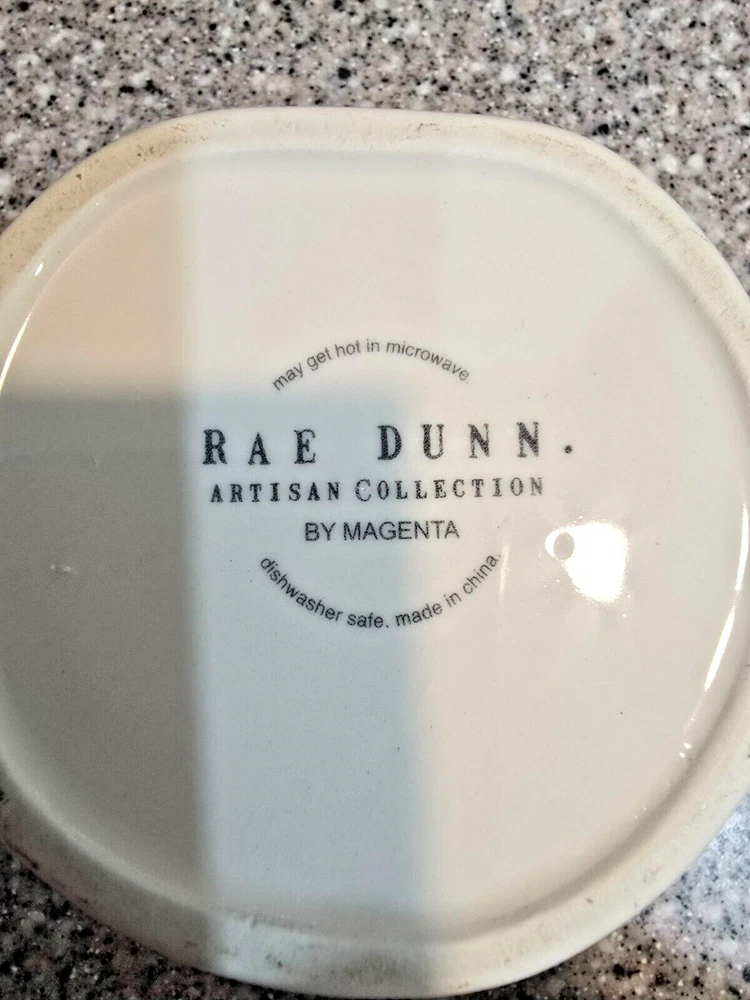 may get hot in microwave.
RAE DUNN.
ARTISAN COLLECTION
BY MAGENTA
dishwasher safe. made in china.